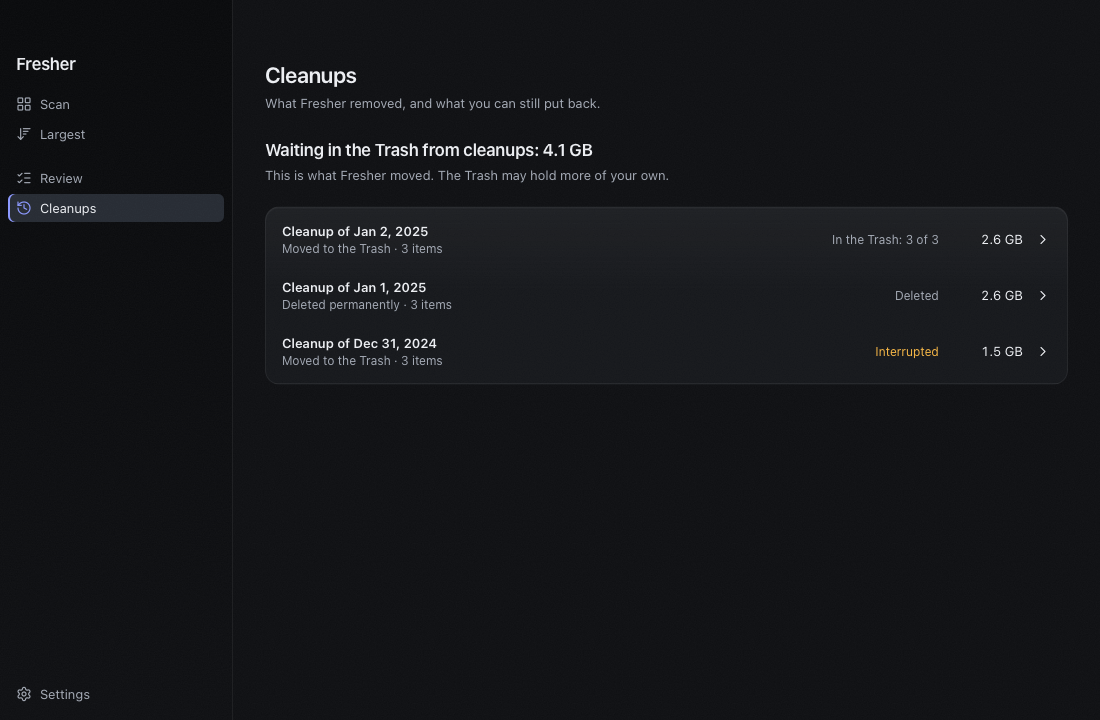 Fresher
Scan
Largest
Review
Cleanups
Settings
Cleanups
What Fresher removed, and what you can still put back.
Waiting in the Trash from cleanups: 4.1 GB
This is what Fresher moved. The Trash may hold more of your own.
Cleanup of Jan 2, 2025
Moved to the Trash · 3 items
In the Trash: 3 of 3
2.6 GB
Cleanup of Jan 1, 2025
Deleted permanently · 3 items
Deleted
2.6 GB
Cleanup of Dec 31, 2024
Moved to the Trash · 3 items
Interrupted
1.5 GB